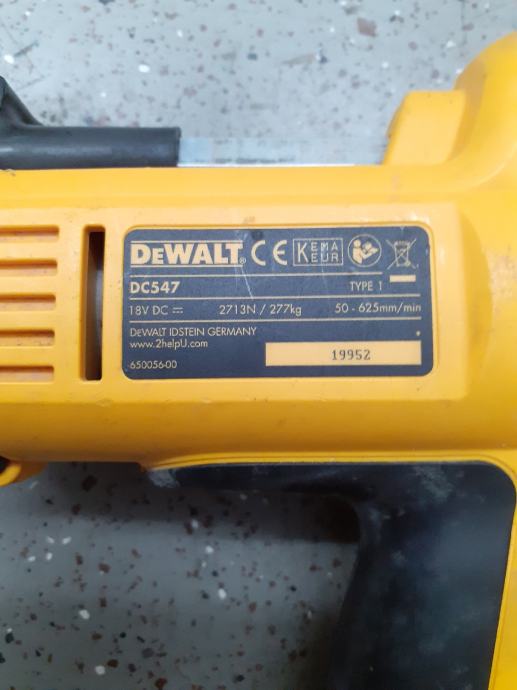 DEWALT® CE KEMA KEUR
DC547 TYPE 1
18V DC 2713N / 277kg 50 - 625mm/min
DEWALT IDSTEIN GERMANY
www.2helpU.com
19952
650056-00